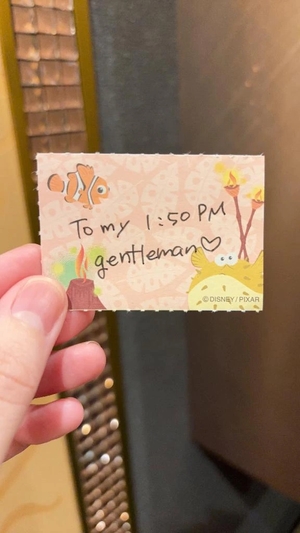 To my 1:50 PM
gentleman♡
©DISNEY/PIXAR